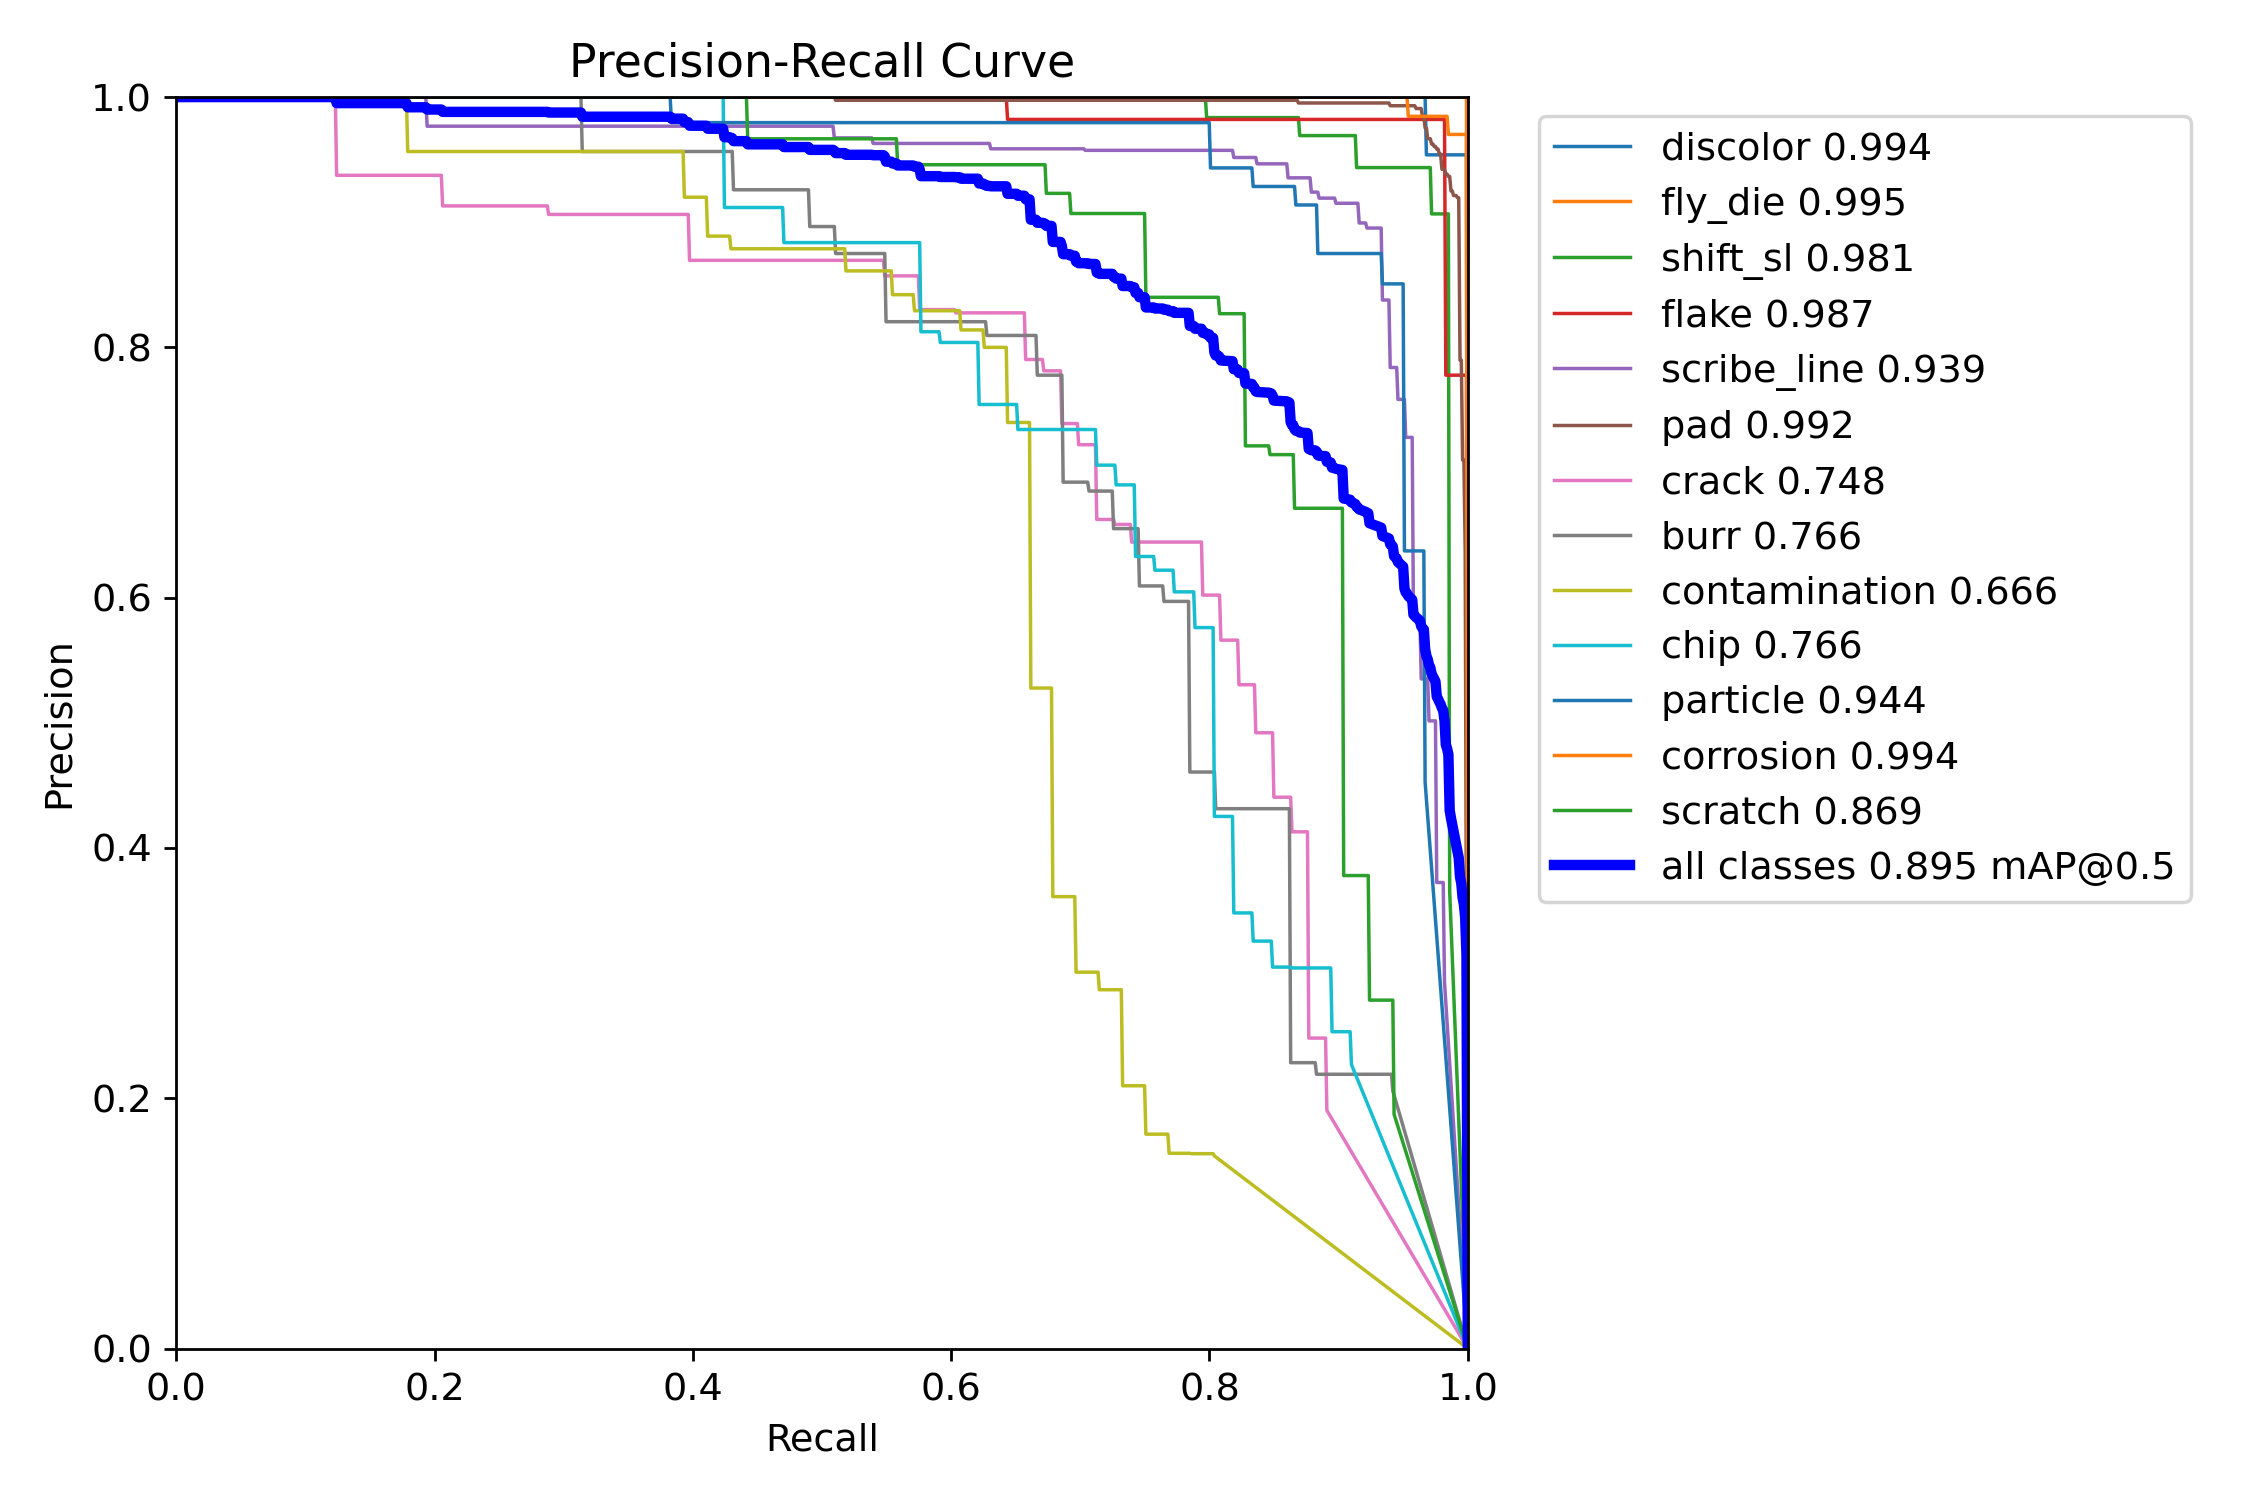 Precision-Recall Curve
1.0
0.8
0.6
0.4
0.2
0.0
Precision
0.0 0.2 0.4 0.6 0.8 1.0
Recall
discolor 0.994
fly_die 0.995
shift_sl 0.981
flake 0.987
scribe_line 0.939
pad 0.992
crack 0.748
burr 0.766
contamination 0.666
chip 0.766
particle 0.944
corrosion 0.994
scratch 0.869
all classes 0.895 mAP@0.5